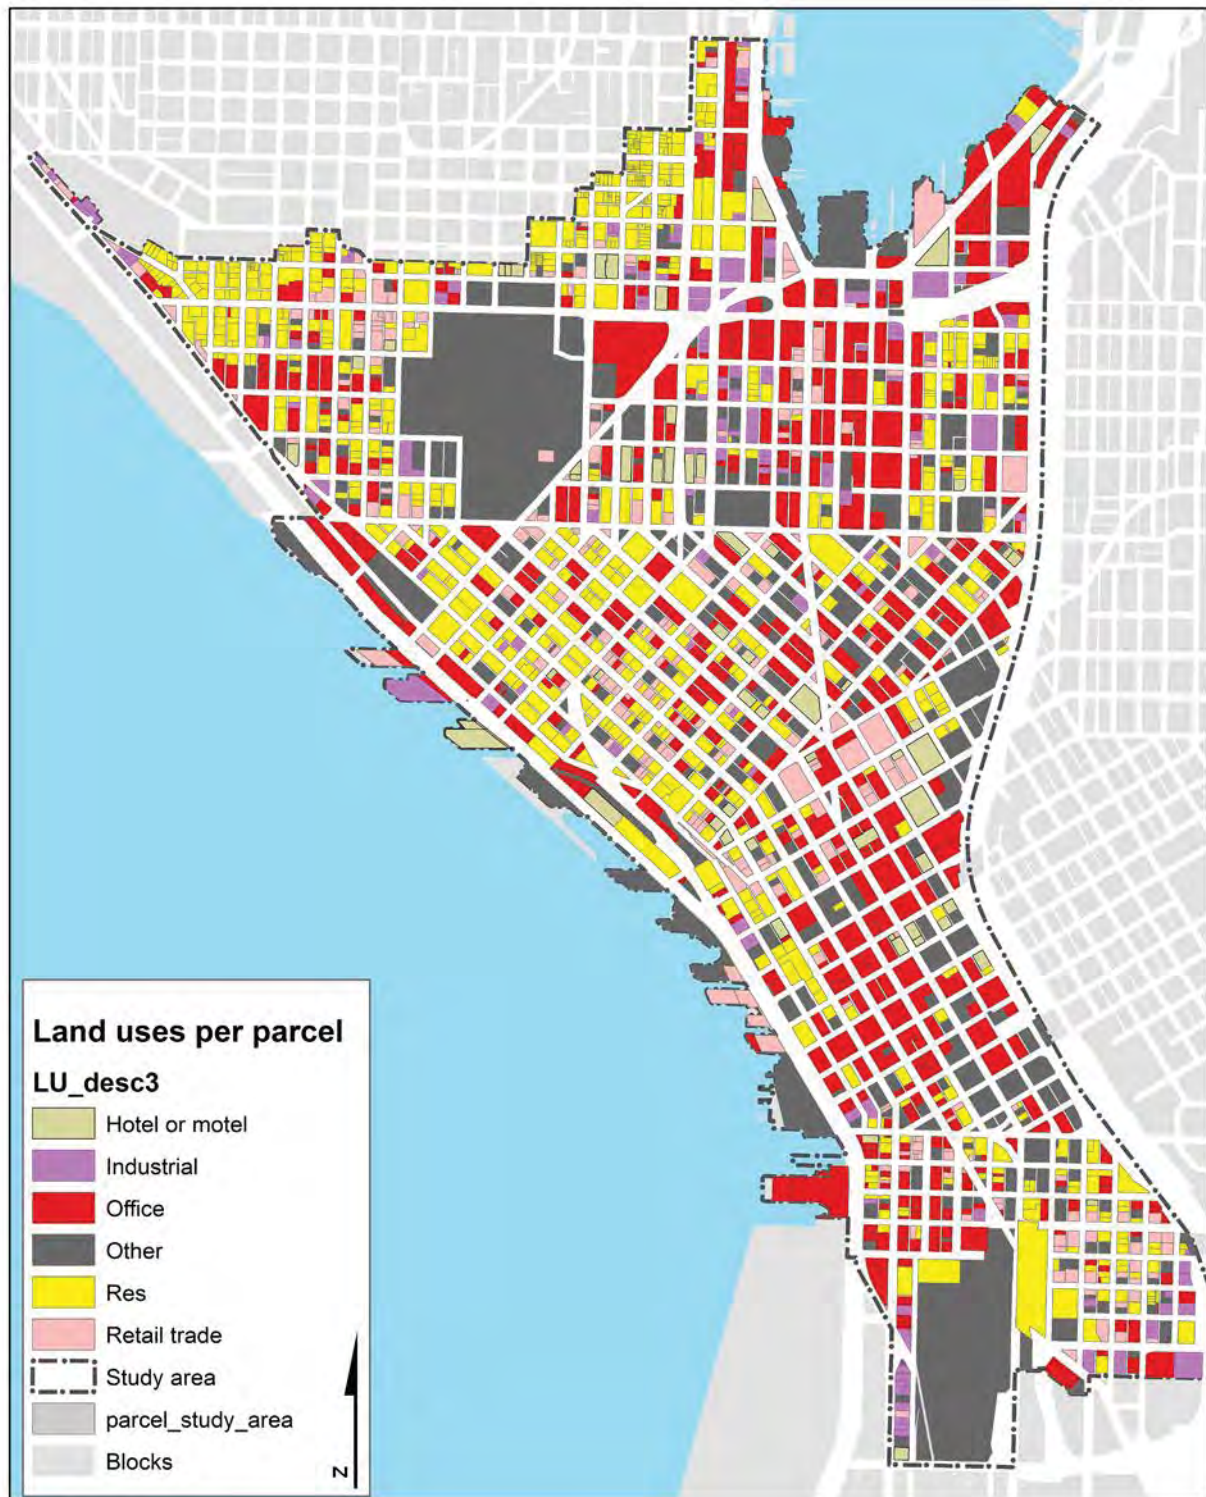 Land uses per parcel
LU_desc3
Hotel or motel
Industrial
Office
Other
Res
Retail trade
Study area
parcel_study_area
Blocks
N